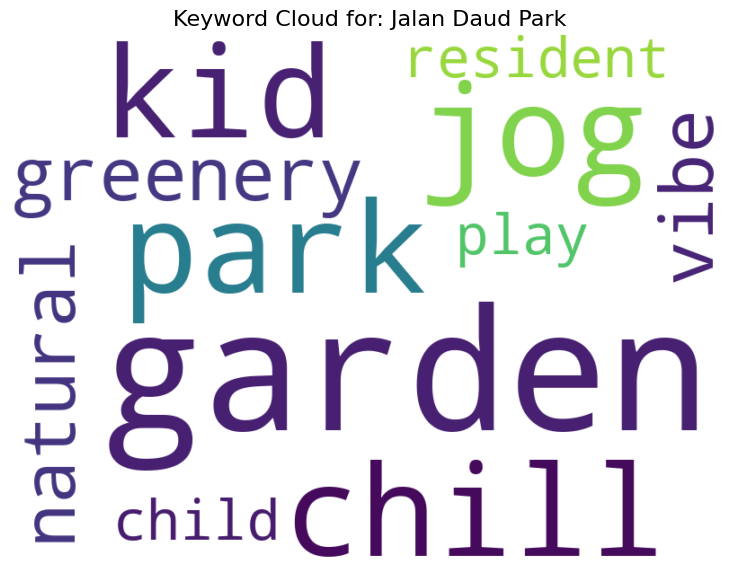 Keyword Cloud for: Jalan Daud Park
kid
resident
jog
greenery
vibe
park
play
natural
garden
chill
child